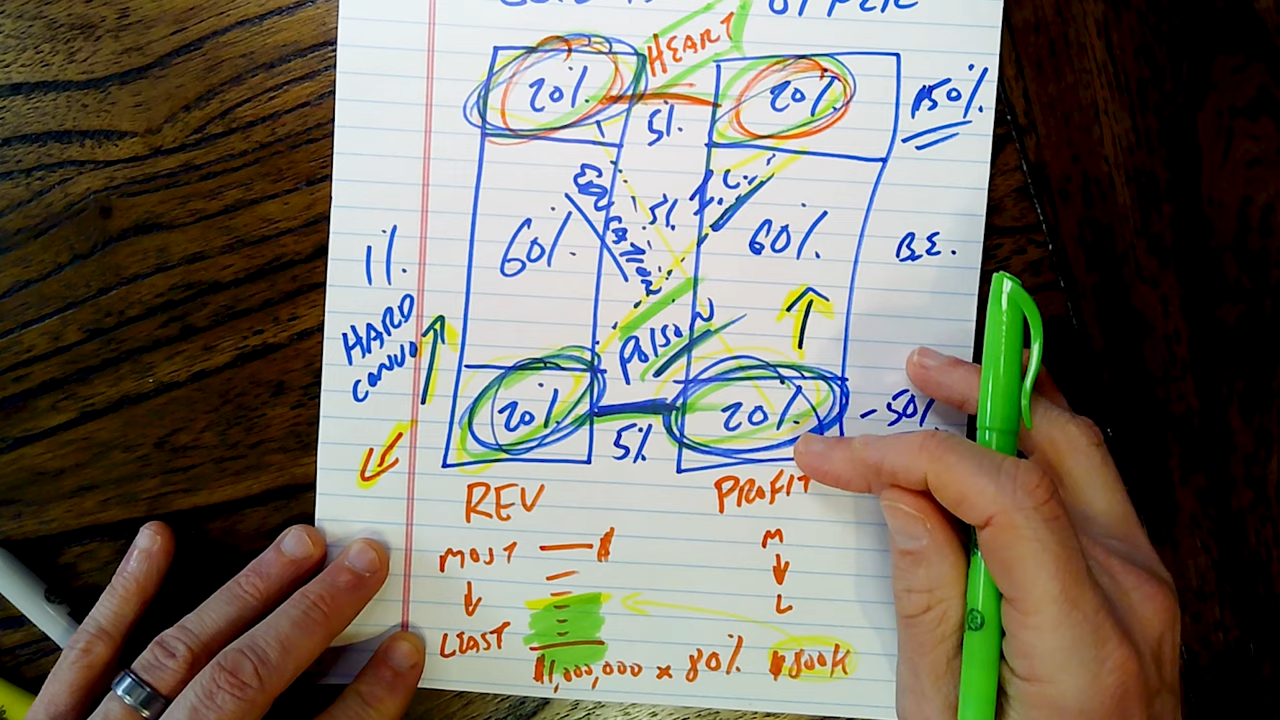 HEART
20%
20%
150%
5%
5%
60%
60%
B.E.
1%
HARD
CONVO
POISON
20%
20%
-50%
5%
REV
PROFIT
MOST
$
M
L
LEAST
$1,000,000 x 80%
$800K